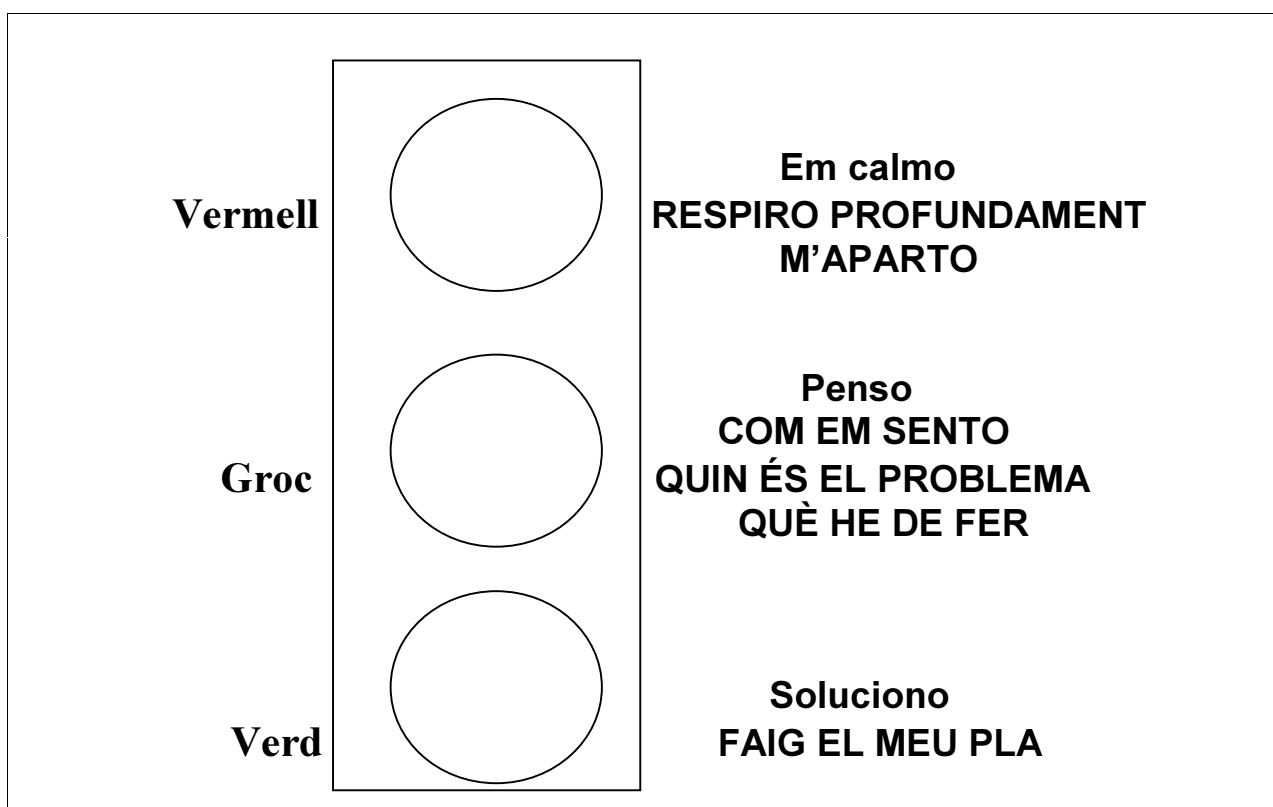 Em calmo
Vermell RESPIRO PROFUNDAMENT
M’APARTO
Penso
COM EM SENTO
Groc QUIN ÉS EL PROBLEMA
QUÈ HE DE FER
Soluciono
Verd FAIG EL MEU PLA